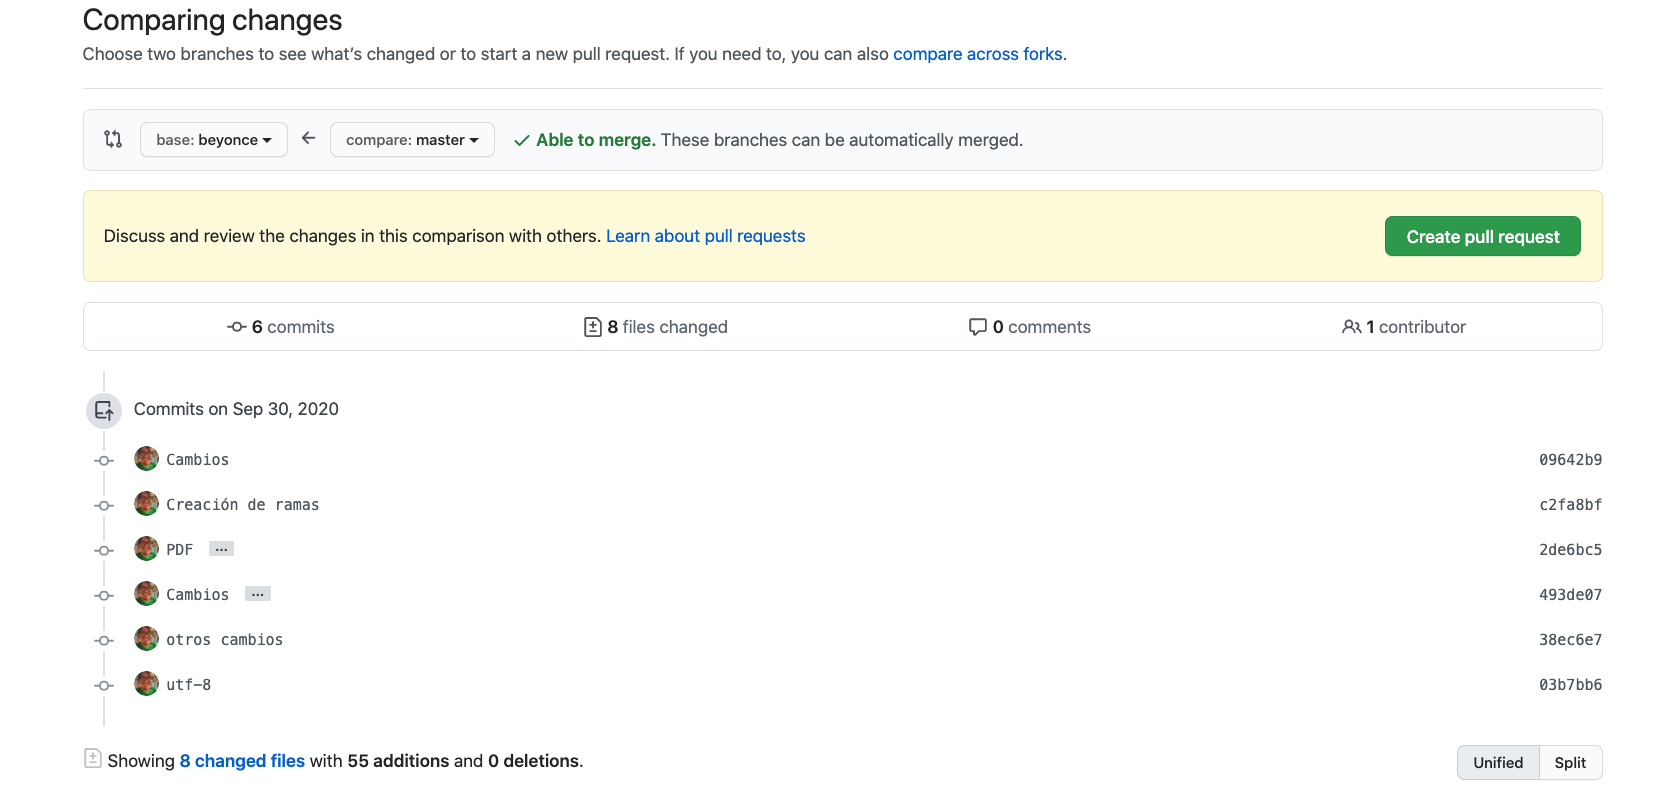 Comparing changes
Choose two branches to see what's changed or to start a new pull request. If you need to, you can also compare across forks.
base: beyonce compare: master Able to merge. These branches can be automatically merged.
Discuss and review the changes in this comparison with others. Learn about pull requests Create pull request
6 commits 8 files changed 0 comments 1 contributor
Commits on Sep 30, 2020
Cambios 09642b9
Creación de ramas c2fa8bf
PDF ... 2de6bc5
Cambios ... 493de07
otros cambios 38ec6e7
utf-8 03b7bb6
Showing 8 changed files with 55 additions and 0 deletions. Unified Split